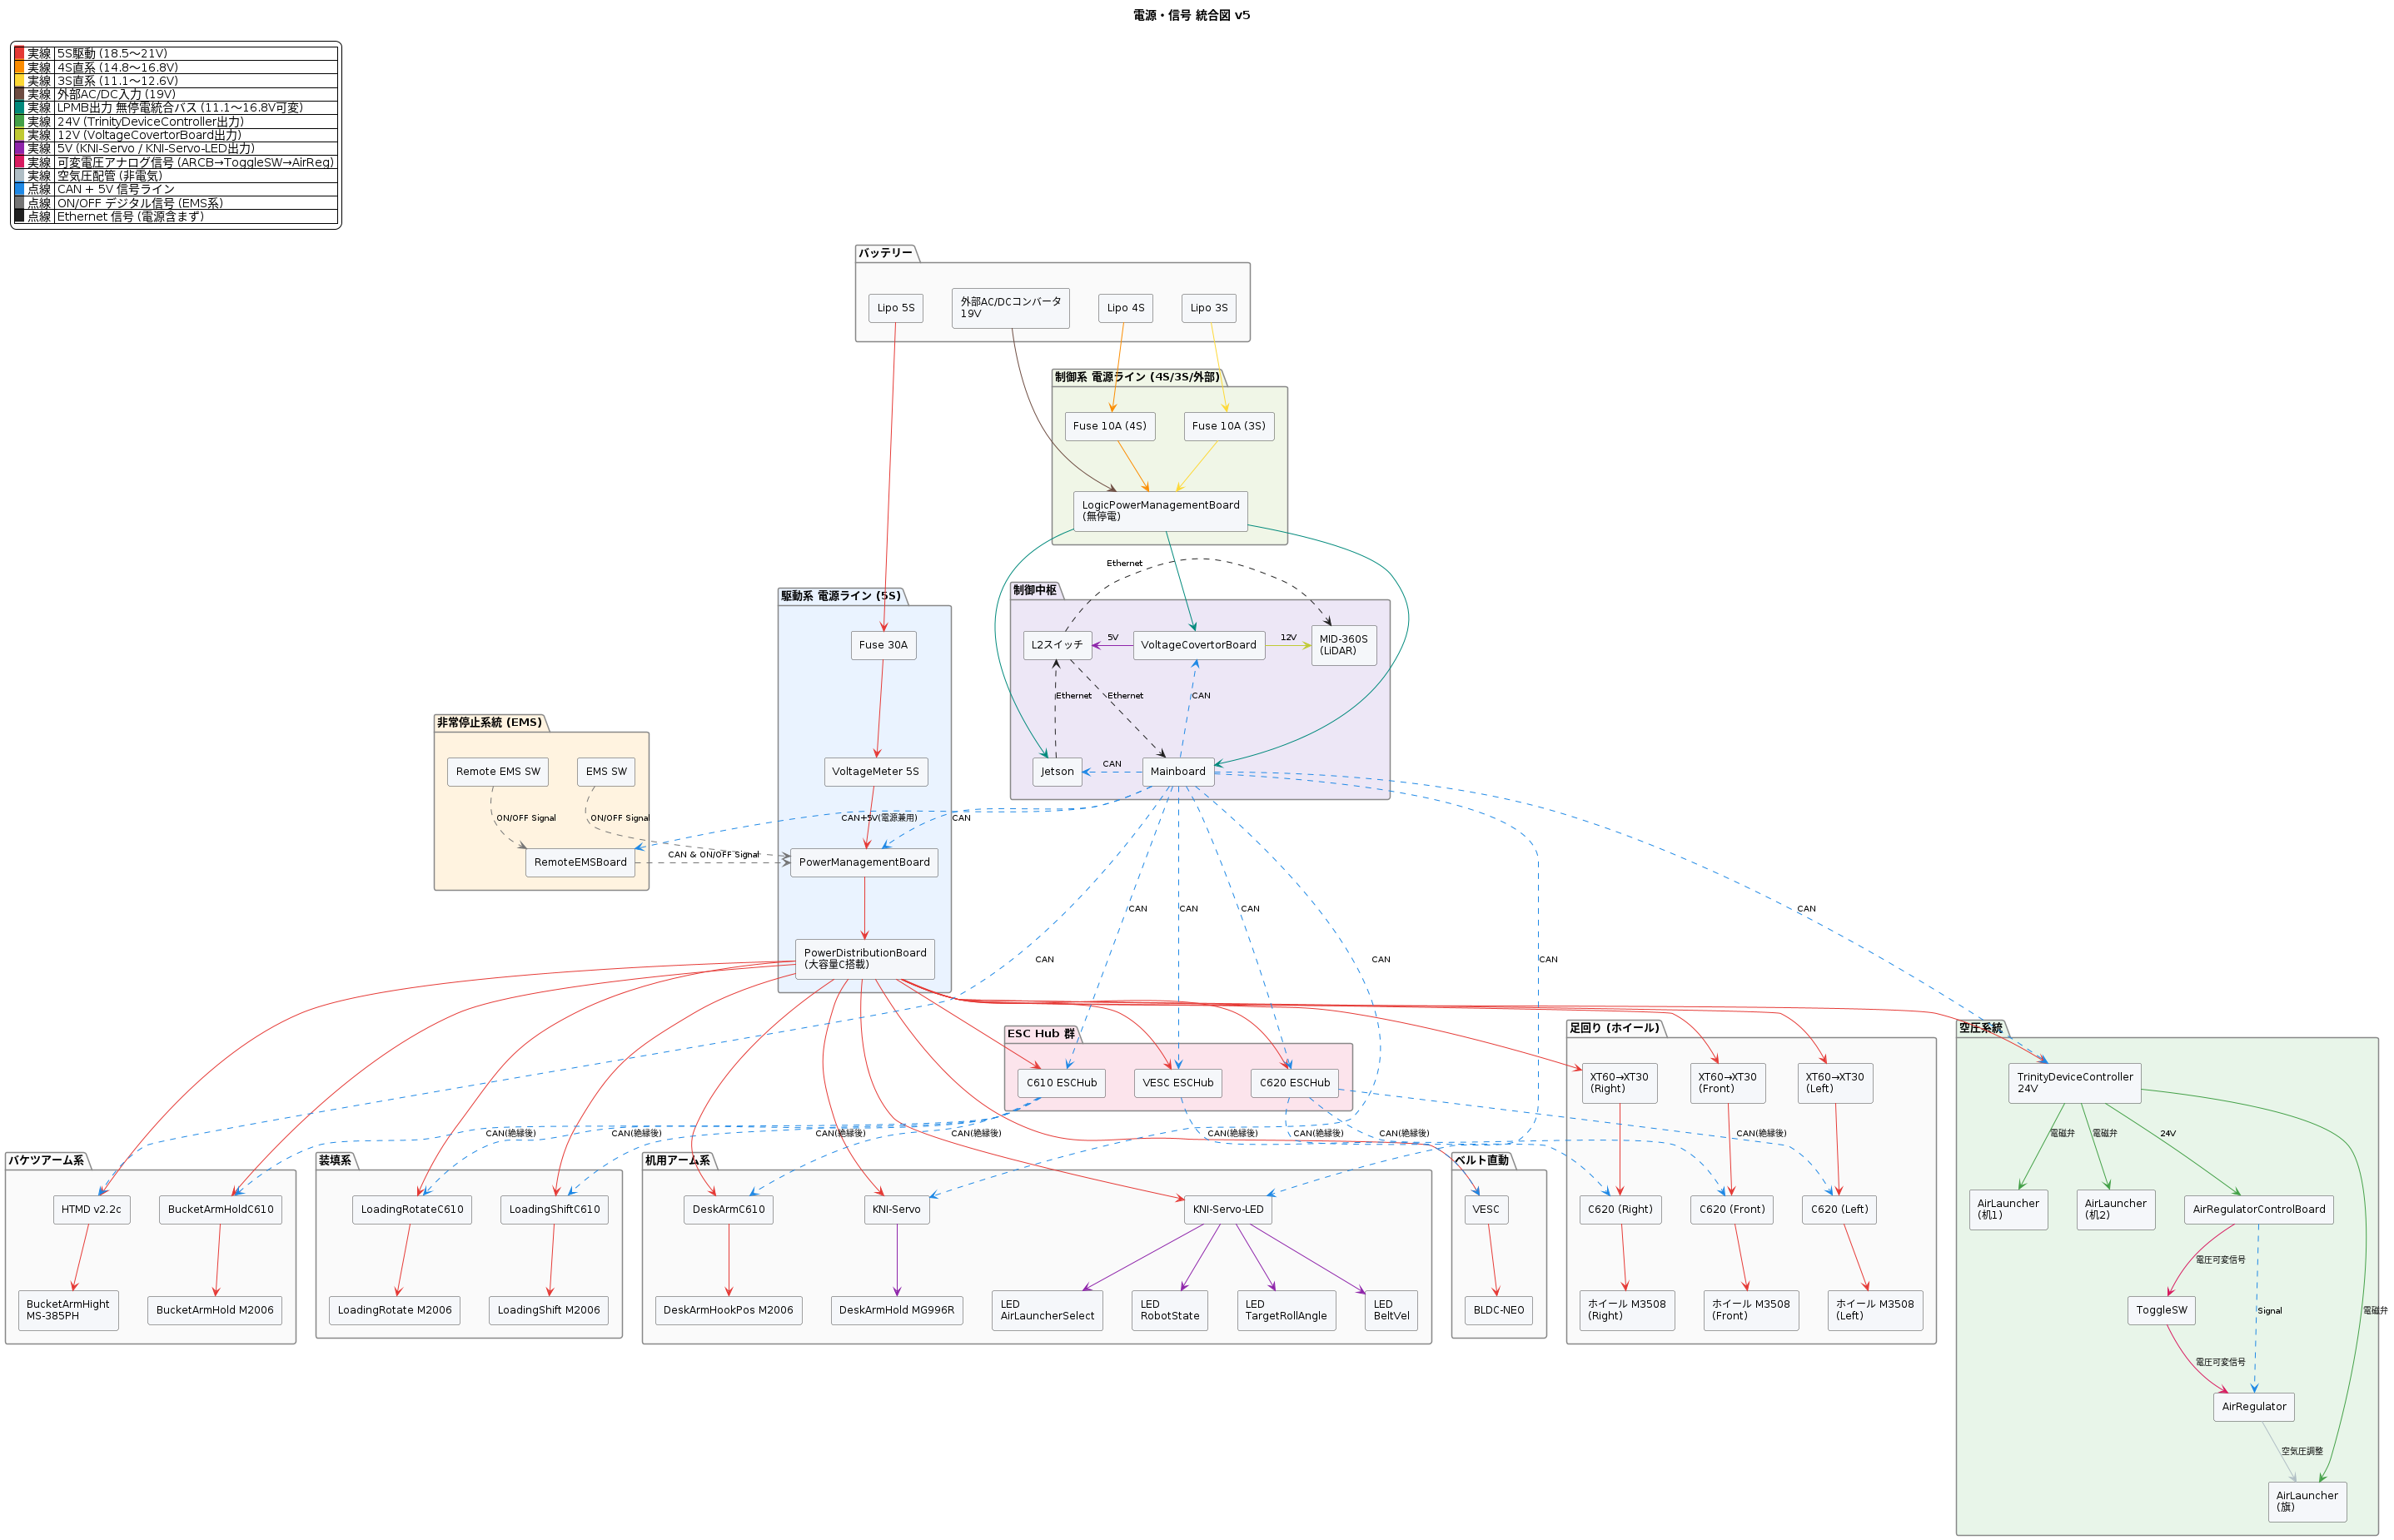 電源・信号 統合図 v5
実線 5S駆動 (18.5～21V)
実線 4S直系 (14.8～16.8V)
実線 3S直系 (11.1～12.6V)
実線 外部AC/DC入力 (19V)
実線 LPMB出力 無停電統合バス (11.1～16.8V可変)
実線 24V (TrinityDeviceController出力)
実線 12V (VoltageCovertorBoard出力)
実線 5V (KNI-Servo / KNI-Servo-LED出力)
実線 可変電圧アナログ信号 (ARCB→ToggleSW→AirReg)
実線 空気圧配管 (非電気)
点線 CAN + 5V 信号ライン
点線 ON/OFF デジタル信号 (EMS系)
点線 Ethernet 信号 (電源含まず)
バッテリー
Lipo 5S
外部AC/DCコンバータ
19V
Lipo 4S
Lipo 3S
制御系 電源ライン (4S/3S/外部)
Fuse 10A (4S)
Fuse 10A (3S)
LogicPowerManagementBoard
(無停電)
制御中枢
Ethernet
L2スイッチ
5V
VoltageCovertorBoard
12V
MID-360S
(LiDAR)
Ethernet
Ethernet
CAN
Jetson
CAN
Mainboard
駆動系 電源ライン (5S)
Fuse 30A
VoltageMeter 5S
PowerManagementBoard
PowerDistributionBoard
(大容量C搭載)
非常停止系統 (EMS)
Remote EMS SW
EMS SW
ON/OFF Signal
ON/OFF Signal
RemoteEMSBoard
CAN & ON/OFF Signal
CAN+5V(電源兼用)
CAN
CAN
CAN
CAN
CAN
CAN
CAN
CAN
ESC Hub 群
C610 ESCHub
VESC ESCHub
C620 ESCHub
CAN(絶縁後)
CAN(絶縁後)
CAN(絶縁後)
CAN(絶縁後)
CAN(絶縁後)
CAN(絶縁後)
CAN(絶縁後)
CAN(絶縁後)
バケツアーム系
HTMD v2.2c
BucketArmHoldC610
BucketArmHight
MS-385PH
BucketArmHold M2006
装填系
LoadingRotateC610
LoadingShiftC610
LoadingRotate M2006
LoadingShift M2006
机用アーム系
DeskArmC610
KNI-Servo
KNI-Servo-LED
DeskArmHookPos M2006
DeskArmHold MG996R
LED
AirLauncherSelect
LED
RobotState
LED
TargetRollAngle
LED
BeltVel
ベルト直動
VESC
BLDC-NEO
足回り (ホイール)
XT60→XT30
(Right)
XT60→XT30
(Front)
XT60→XT30
(Left)
C620 (Right)
C620 (Front)
C620 (Left)
ホイール M3508
(Right)
ホイール M3508
(Front)
ホイール M3508
(Left)
空圧系統
TrinityDeviceController
24V
電磁弁
電磁弁
24V
AirLauncher
(机1)
AirLauncher
(机2)
AirRegulatorControlBoard
電圧可変信号
ToggleSW
Signal
電磁弁
電圧可変信号
AirRegulator
空気圧調整
AirLauncher
(旗)